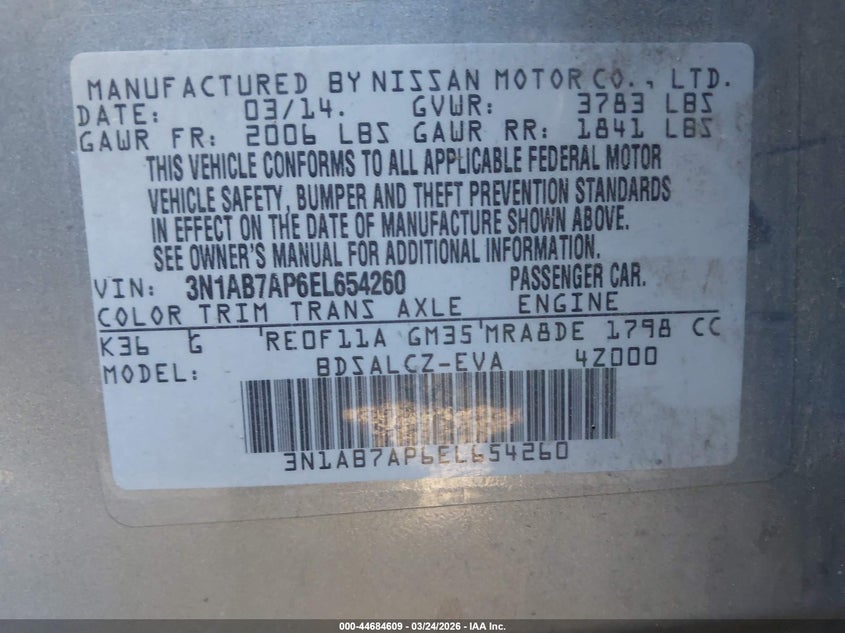 MANUFACTURED BY NISSAN MOTOR CO., LTD.
DATE: 03/14. GVWR: 3783 LBS
GAWR FR: 2006 LBS GAWR RR: 1841 LBS
THIS VEHICLE CONFORMS TO ALL APPLICABLE FEDERAL MOTOR
VEHICLE SAFETY, BUMPER AND THEFT PREVENTION STANDARDS
IN EFFECT ON THE DATE OF MANUFACTURE SHOWN ABOVE.
SEE OWNER'S MANUAL FOR ADDITIONAL INFORMATION.
VIN: 3N1AB7AP6EL654260 PASSENGER CAR.
COLOR TRIM TRANS AXLE ENGINE
K36 G RE0F11A GM35 MRA8DE 1798 CC
MODEL: BDSALCZ-EVA 4Z000
3N1AB7AP6EL654260
000-44684609 - 03/24/2026 - IAA Inc.